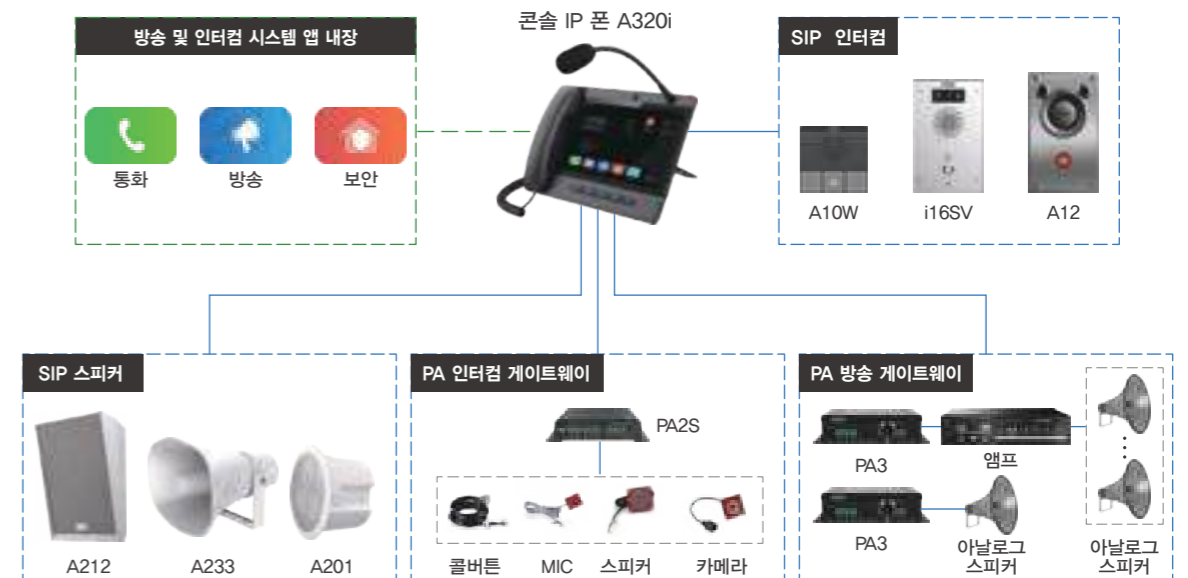 콘솔 IP 폰 A320i
방송 및 인터컴 시스템 앱 내장
통화
방송
보안
SIP 인터컴
A10W
i16SV
A12
SIP 스피커
A212
A233
A201
PA 인터컴 게이트웨이
PA2S
콜버튼
MIC
스피커
카메라
PA 방송 게이트웨이
PA3
앰프
PA3
아날로그
스피커
아날로그
스피커